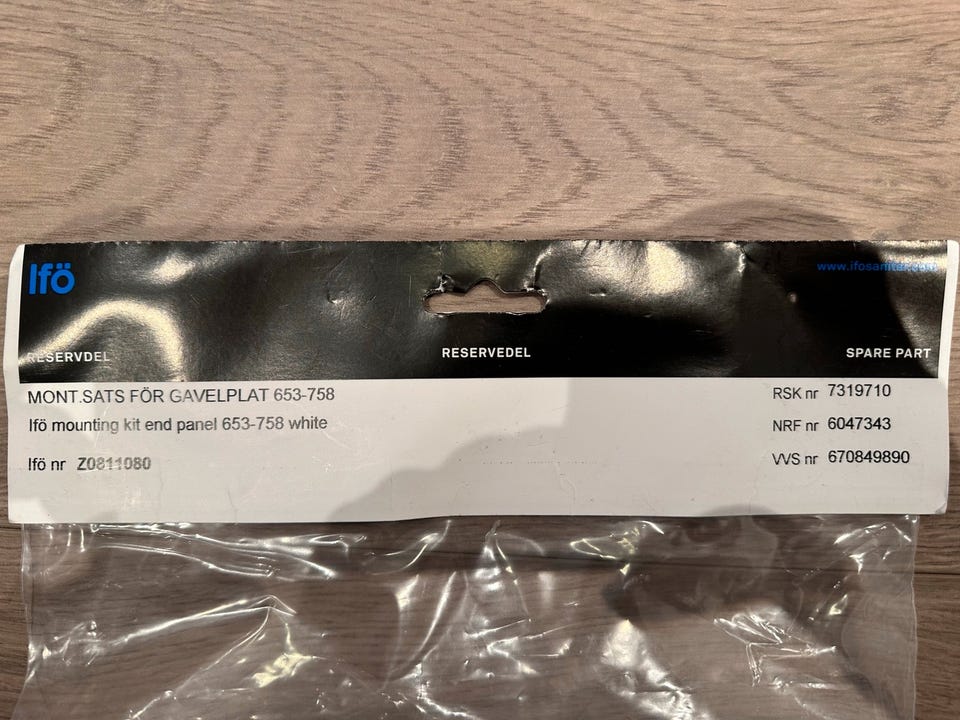 Ifö
www.ifosanitar.com
RESERVDEL RESERVEDEL SPARE PART
MONT.SATS FÖR GAVELPLAT 653-758
RSK nr 7319710
Ifö mounting kit end panel 653-758 white
NRF nr 6047343
Ifö nr Z0811080
VVS nr 670849890